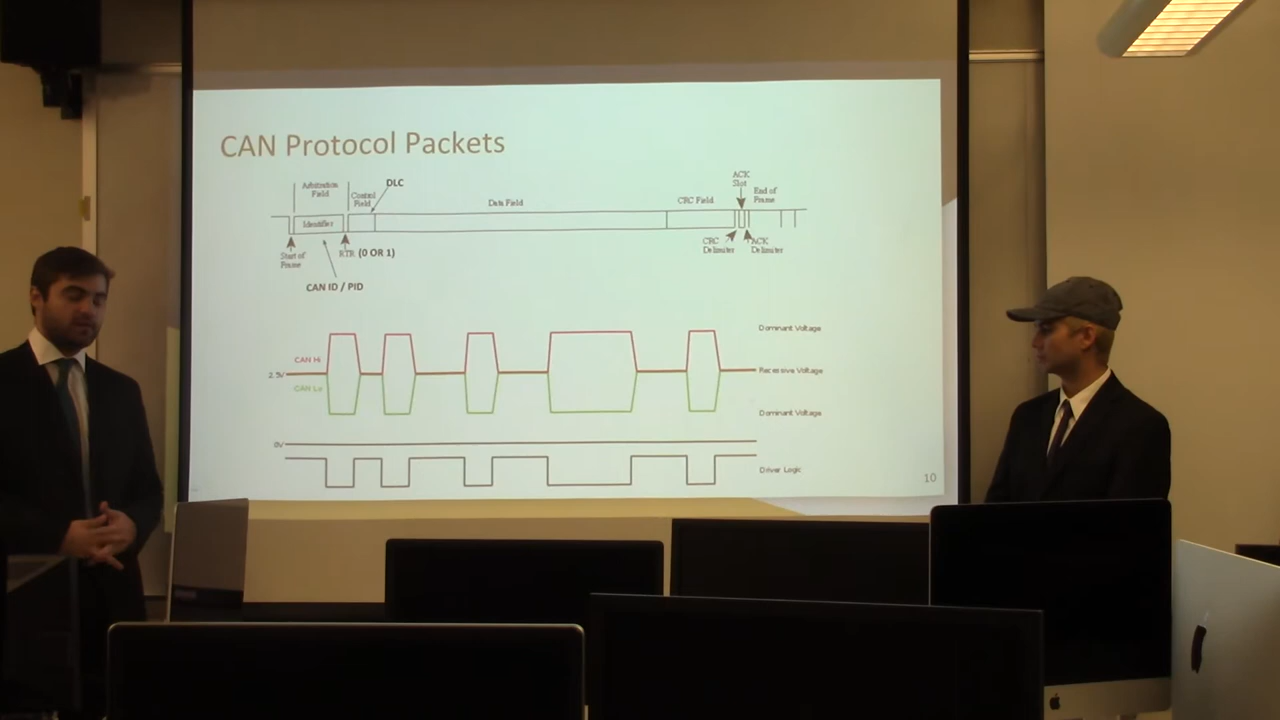 CAN Protocol Packets
Arbitration
Field
Control
Field
DLC
Data Field
CRC Field
ACK
Slot
End of
Frame
Identifier
Start of
Frame
RTR (0 OR 1)
CRC
Delimiter
ACK
Delimiter
CAN ID / PID
Dominant Voltage
CAN Hi
2.5V
Recessive Voltage
CAN Lo
Dominant Voltage
0V
Driver Logic
10